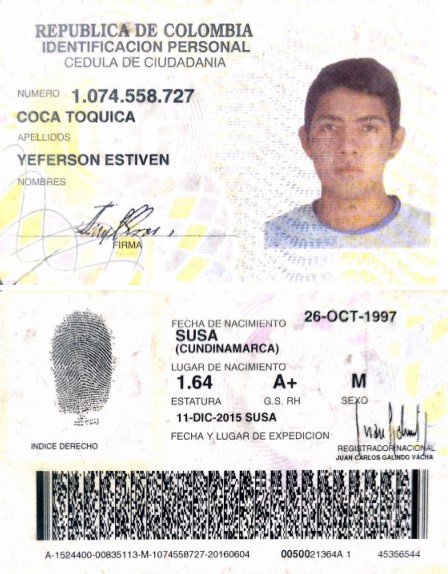 REPUBLICA DE COLOMBIA
IDENTIFICACION PERSONAL
CEDULA DE CIUDADANIA
NUMERO 1.074.558.727
COCA TOQUICA
APELLIDOS
YEFERSON ESTIVEN
NOMBRES
FIRMA
FECHA DE NACIMIENTO 26-OCT-1997
SUSA
(CUNDINAMARCA)
LUGAR DE NACIMIENTO
1.64 A+ M
ESTATURA G.S. RH SEXO
11-DIC-2015 SUSA
FECHA Y LUGAR DE EXPEDICION
INDICE DERECHO
REGISTRADOR NACIONAL
JUAN CARLOS GALINDO VACHA
A-1524400-00835113-M-1074558727-20160604 0050021364A 1 45356544